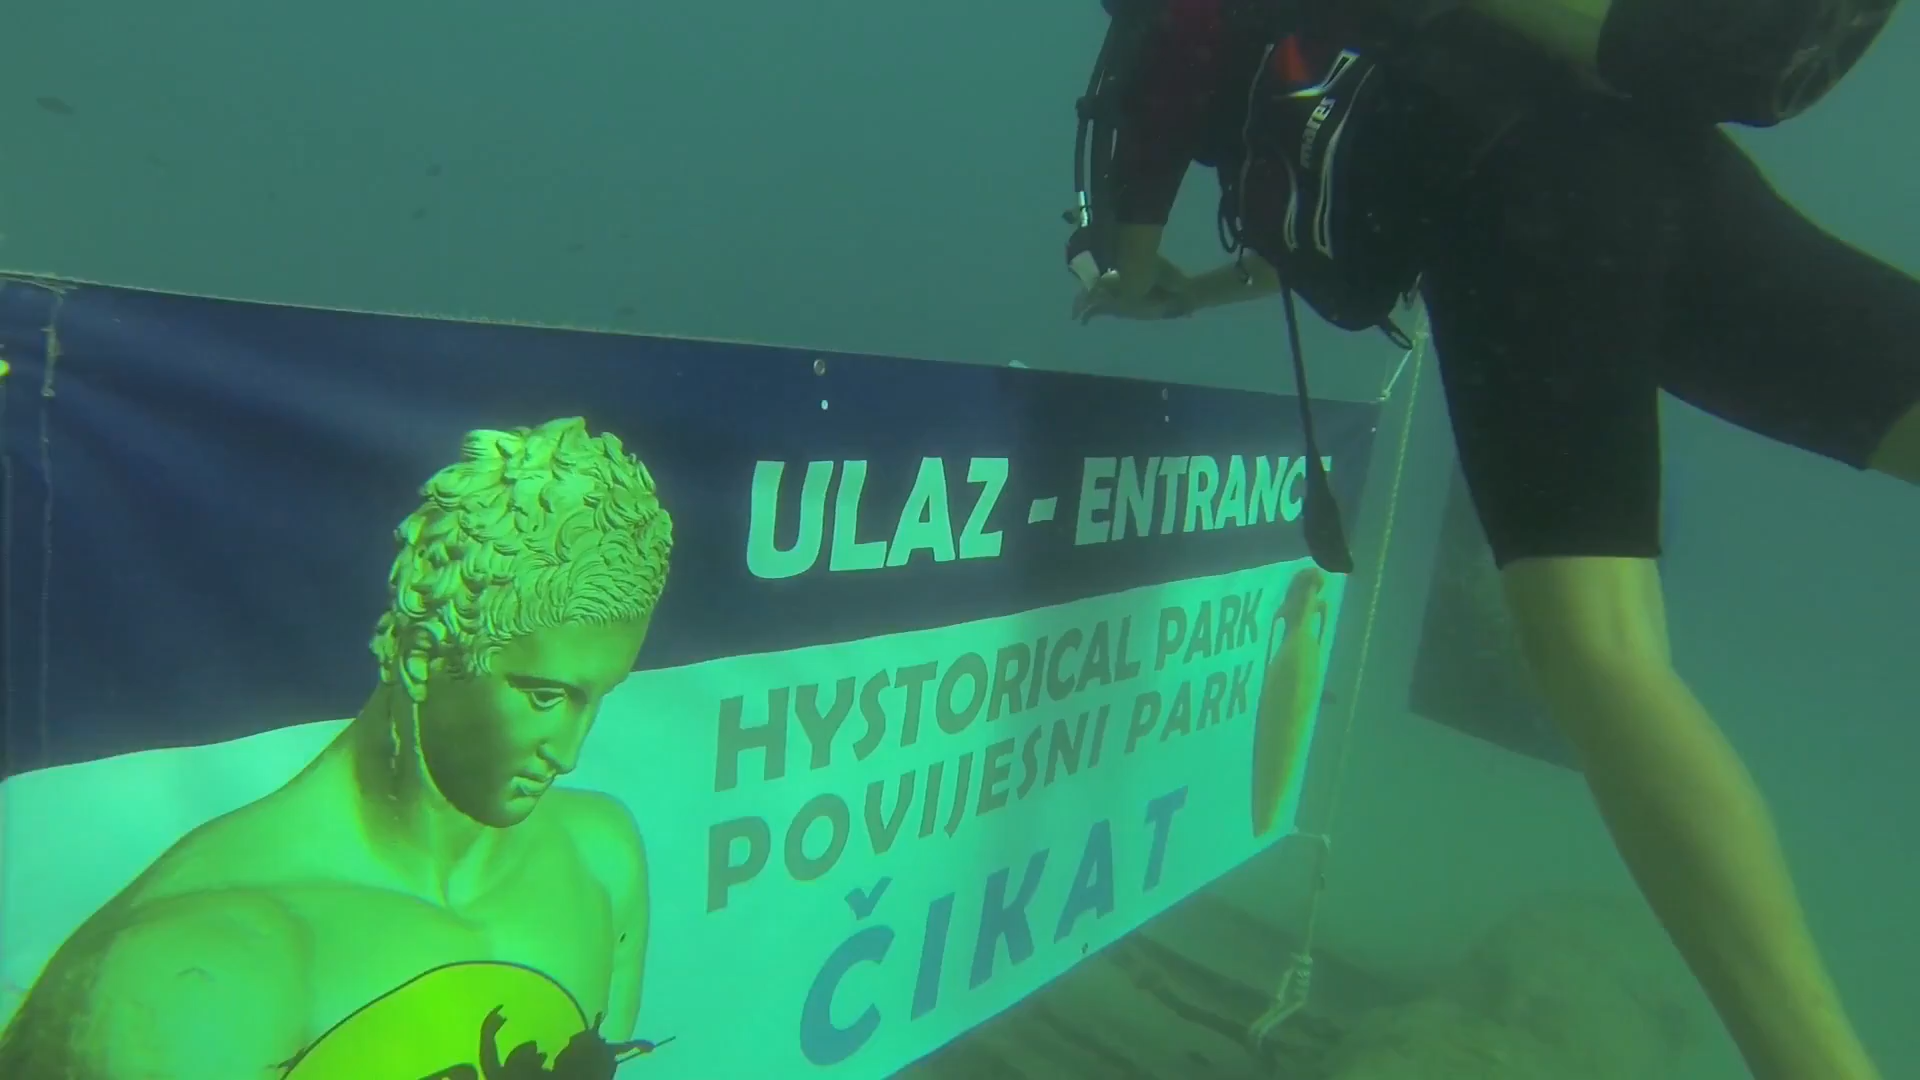 mares
ULAZ - ENTRANCE
HYSTORICAL PARK
POVIJESNI PARK
ČIKAT